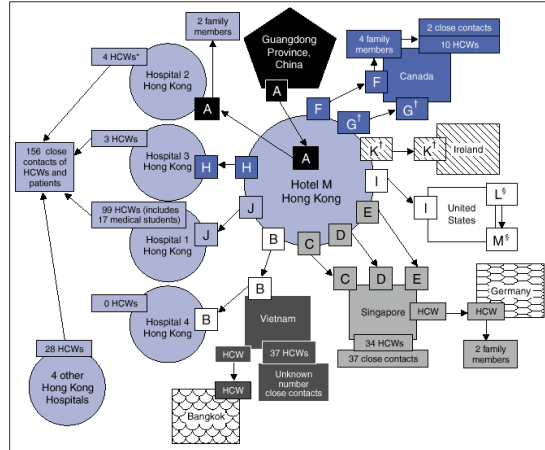 2 family
members
Guangdong
Province,
China
A
4 family
members
2 close contacts
10 HCWs
Canada
F
G†
4 HCWs*
Hospital 2
Hong Kong
A
F
G†
A
K†
K†
Ireland
156 close
contacts of
HCWs and
patients
3 HCWs
Hospital 3
Hong Kong
H
H
Hotel M
Hong Kong
I
I
United
States
L§
M§
99 HCWs (includes
17 medical students)
Hospital 1
Hong Kong
J
J
B
C
D
E
0 HCWs
Hospital 4
Hong Kong
B
B
Vietnam
C
D
E
Singapore
HCW
34 HCWs
37 close contacts
Germany
HCW
2 family
members
28 HCWs
4 other
Hong Kong
Hospitals
HCW
37 HCWs
Unknown
number
close contacts
HCW
Bangkok